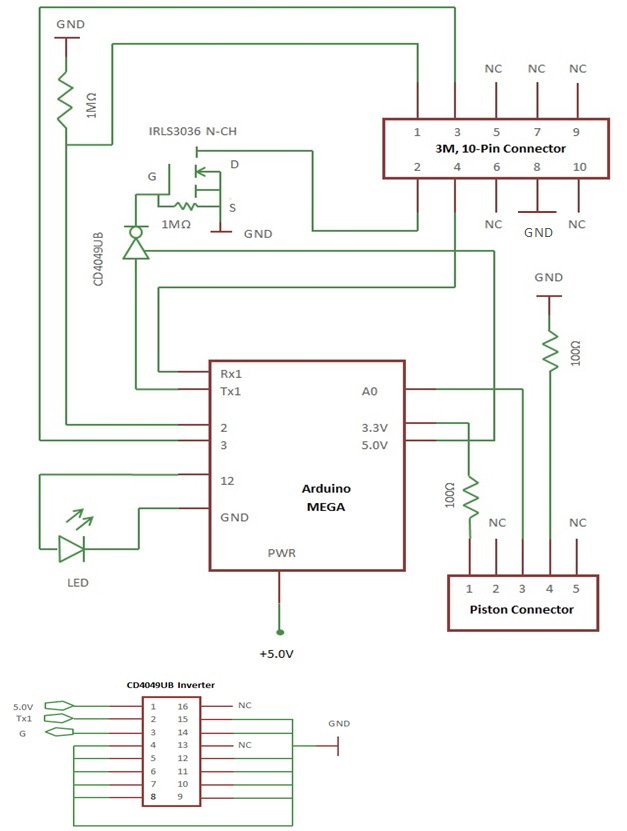 GND
1MΩ
IRLS3036 N-CH
G
D
S
1MΩ
GND
CD4049UB
NC NC NC
1 3 5 7 9
3M, 10-Pin Connector
2 4 6 8 10
NC GND NC
GND
100Ω
Rx1
Tx1
A0
2
3.3V
3
5.0V
12
Arduino
MEGA
GND
PWR
LED
+5.0V
100Ω
NC NC
1 2 3 4 5
Piston Connector
CD4049UB Inverter
5.0V 1 16 NC
Tx1 2 15
G 3 14
4 13 NC
5 12
6 11
7 10
8 9
GND